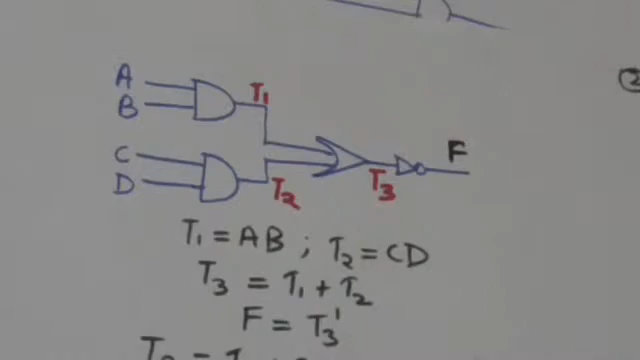 A
B
T1
C
D
T2
T3
F
T1 = AB ; T2 = CD
T3 = T1 + T2
F = T3'